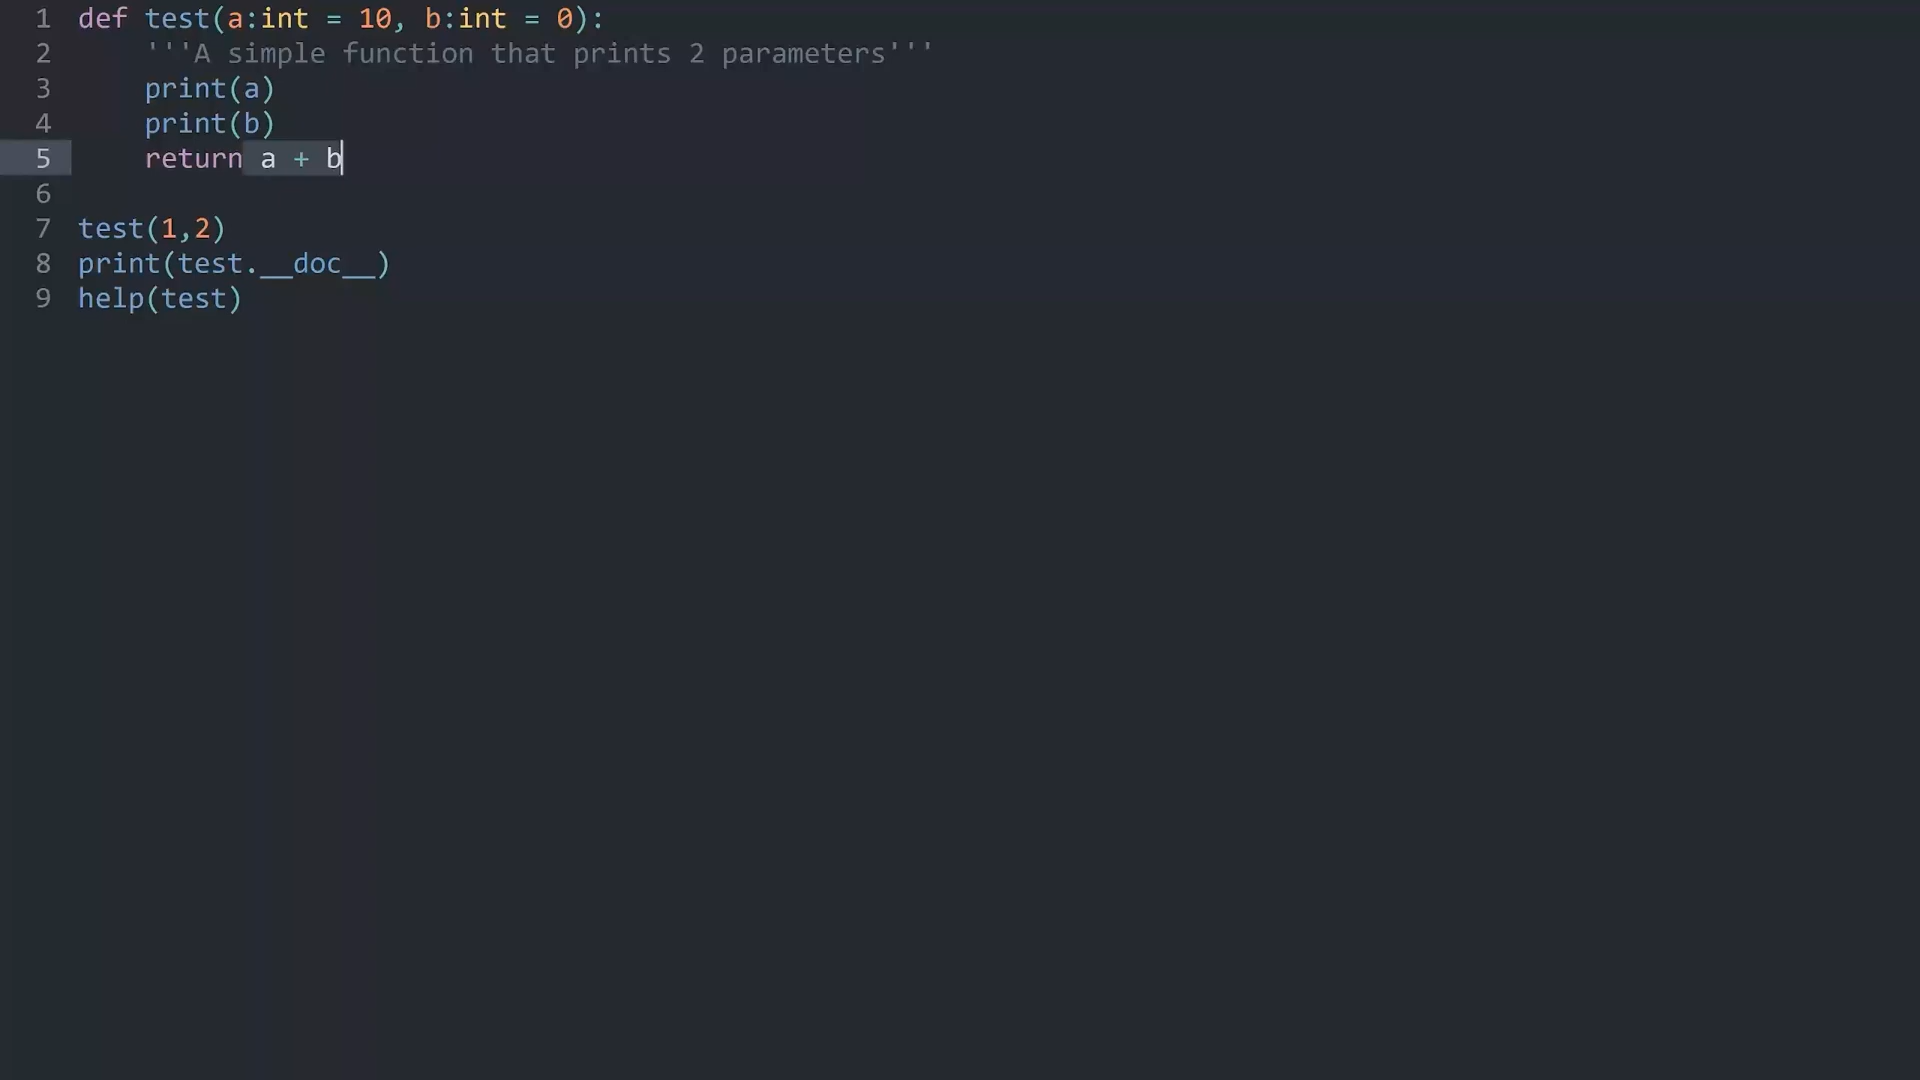 1 def test(a:int = 10, b:int = 0):
2     '''A simple function that prints 2 parameters'''
3     print(a)
4     print(b)
5     return a + b
6
7 test(1,2)
8 print(test.__doc__)
9 help(test)